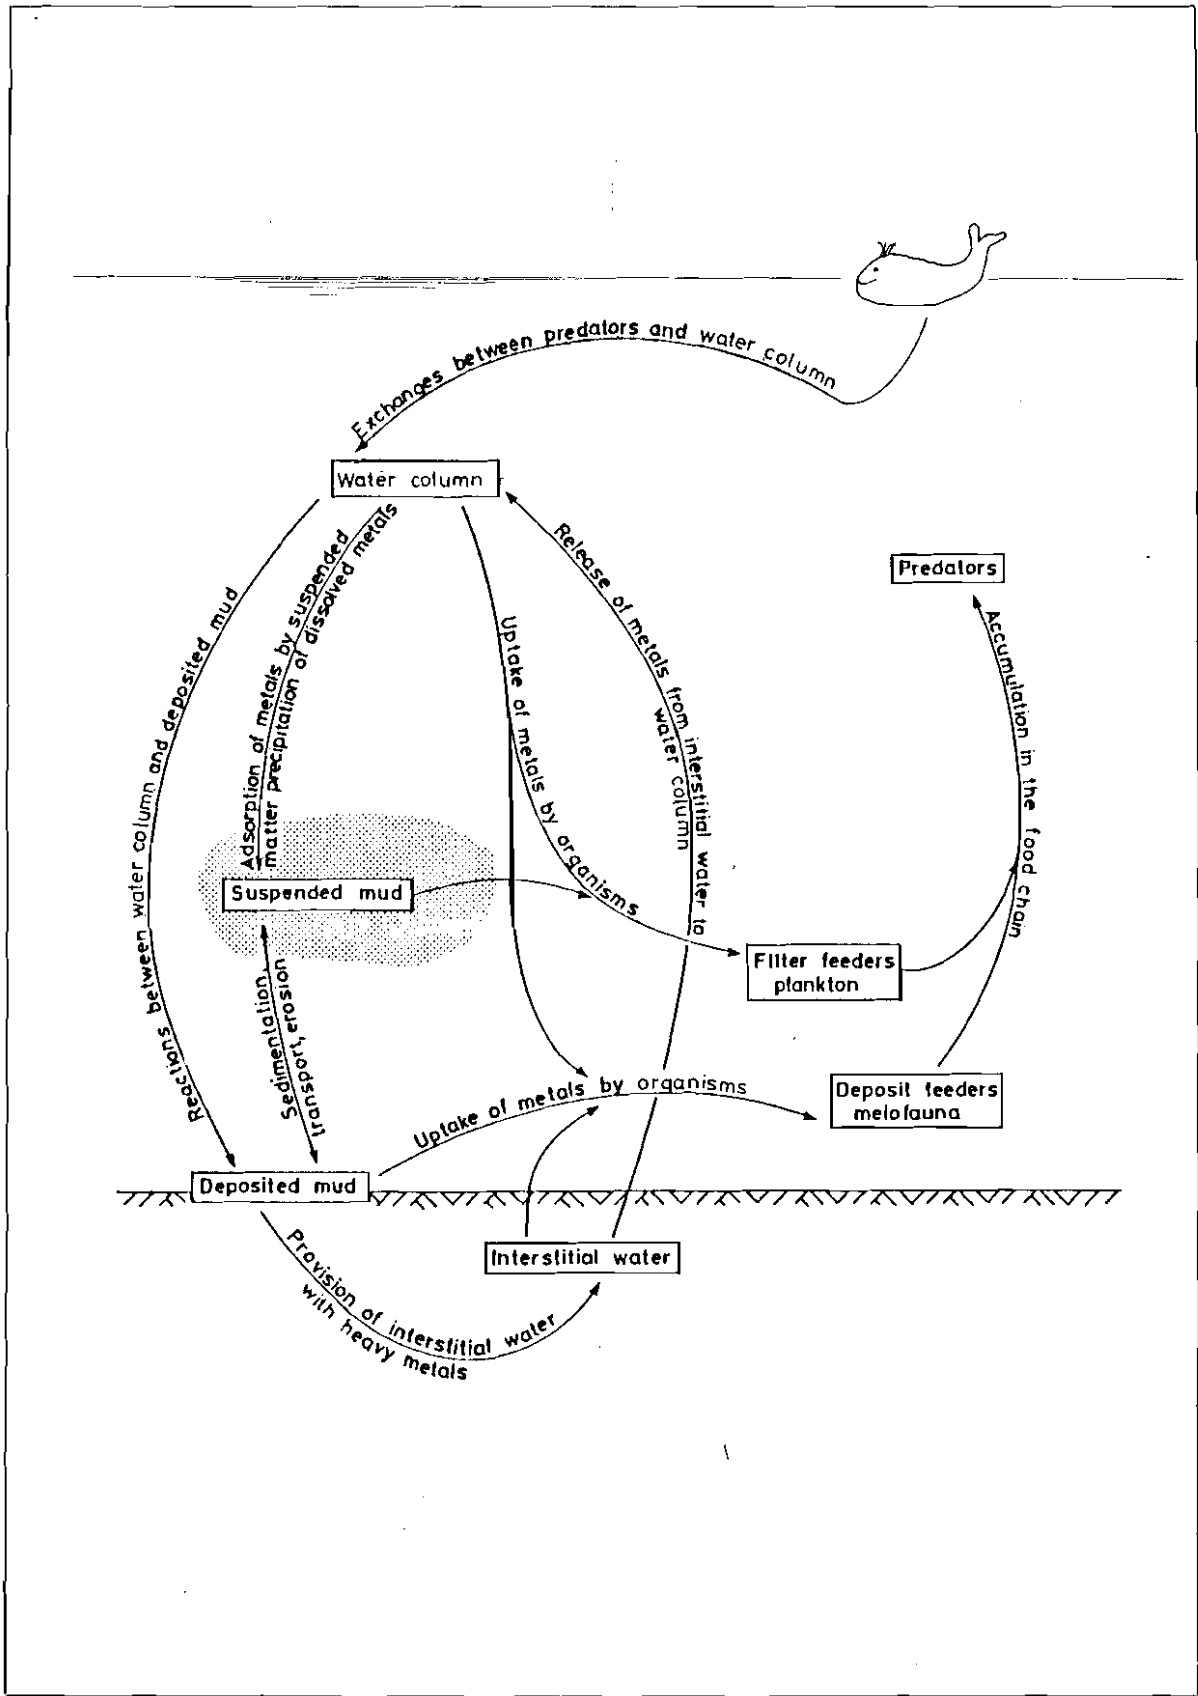 Exchanges between predators and water column
Water column
Release of metals from interstitial water to
water column
Predators
Accumulation in the food chain
Reactions between water column and deposited mud
Adsorption of metals by suspended
matter precipitation of dissolved metals
Uptake of metals by organisms
Suspended mud
Filter feeders
plankton
Sedimentation,
transport, erosion
Uptake of metals by organisms
Deposit feeders
meiofauna
Deposited mud
Interstitial water
Provision of interstitial water
with heavy metals